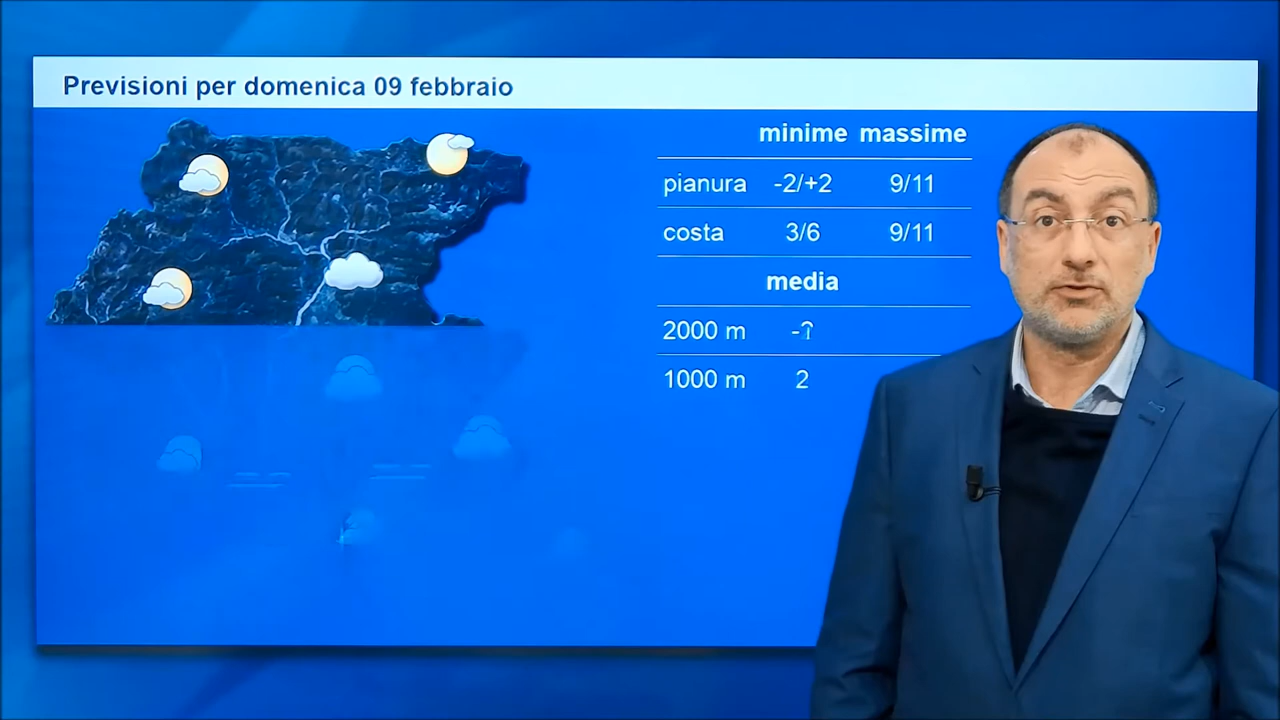 Previsioni per domenica 09 febbraio
minime massime
pianura -2/+2 9/11
costa 3/6 9/11
media
2000 m
1000 m 2